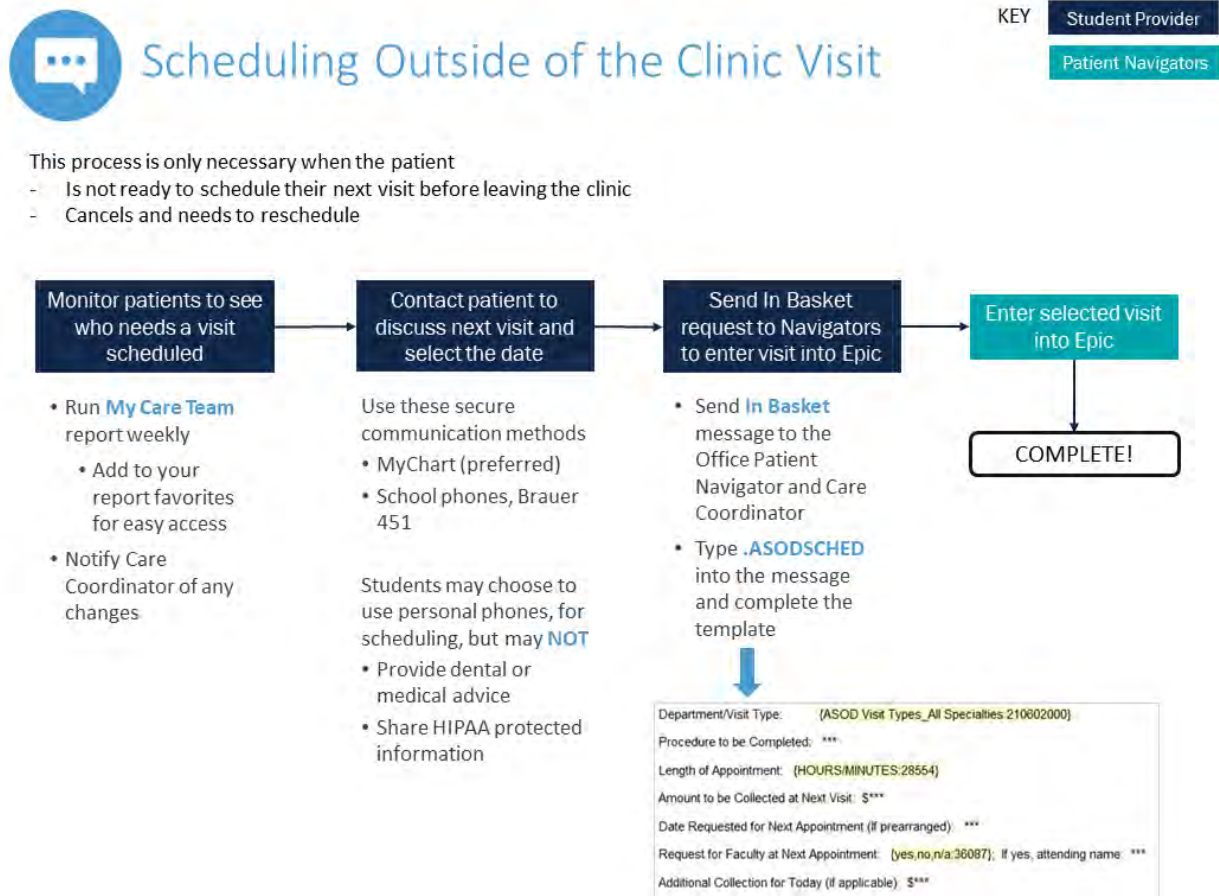 KEY
Student Provider
Patient Navigators
Scheduling Outside of the Clinic Visit
This process is only necessary when the patient
- Is not ready to schedule their next visit before leaving the clinic
- Cancels and needs to reschedule
Monitor patients to see
who needs a visit
scheduled
• Run My Care Team
report weekly
• Add to your
report favorites
for easy access
• Notify Care
Coordinator of any
changes
Contact patient to
discuss next visit and
select the date
Use these secure
communication methods
• MyChart (preferred)
• School phones, Brauer
451
Students may choose to
use personal phones, for
scheduling, but may NOT
• Provide dental or
medical advice
• Share HIPAA protected
information
Send In Basket
request to Navigators
to enter visit into Epic
• Send In Basket
message to the
Office Patient
Navigator and Care
Coordinator
• Type .ASODSCHED
into the message
and complete the
template
Department/Visit Type: {ASOD Visit Types_All Specialties:210602000}
Procedure to be Completed: ***
Length of Appointment: {HOURS/MINUTES:28554}
Amount to be Collected at Next Visit: $***
Date Requested for Next Appointment (If prearranged): ***
Request for Faculty at Next Appointment: {yes,no,n/a:36087}; If yes, attending name: ***
Additional Collection for Today (if applicable): $***
Enter selected visit
into Epic
COMPLETE!